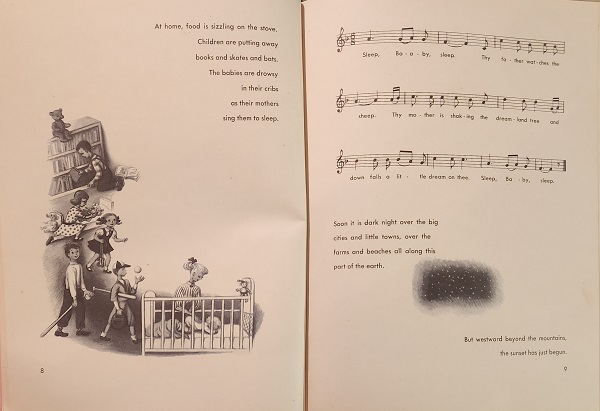 At home, food is sizzling on the stove.
Children are putting away
books and skates and bats.
The babies are drowsy
in their cribs
as their mothers
sing them to sleep.
8
Sleep, Ba - a - by, sleep. Thy fa - ther wat - ches the
sheep. Thy mo - ther is shak - ing the dream - land tree and
down falls a lit - tle dream on thee. Sleep, Ba - by, sleep.
Soon it is dark night over the big
cities and little towns, over the
farms and beaches all along this
part of the earth.
But westward beyond the mountains,
the sunset has just begun.
9